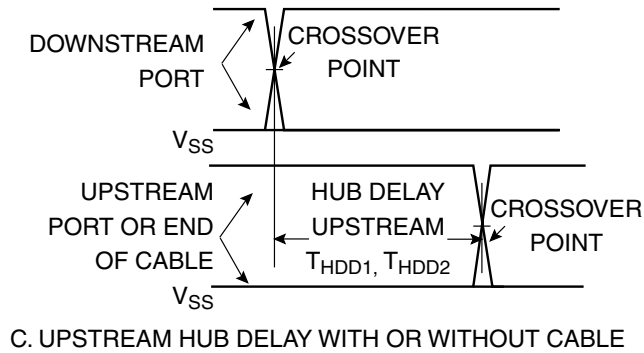 DOWNSTREAM
PORT
CROSSOVER
POINT
VSS
UPSTREAM
PORT OR END
OF CABLE
HUB DELAY
UPSTREAM
THDD1, THDD2
CROSSOVER
POINT
VSS
C. UPSTREAM HUB DELAY WITH OR WITHOUT CABLE